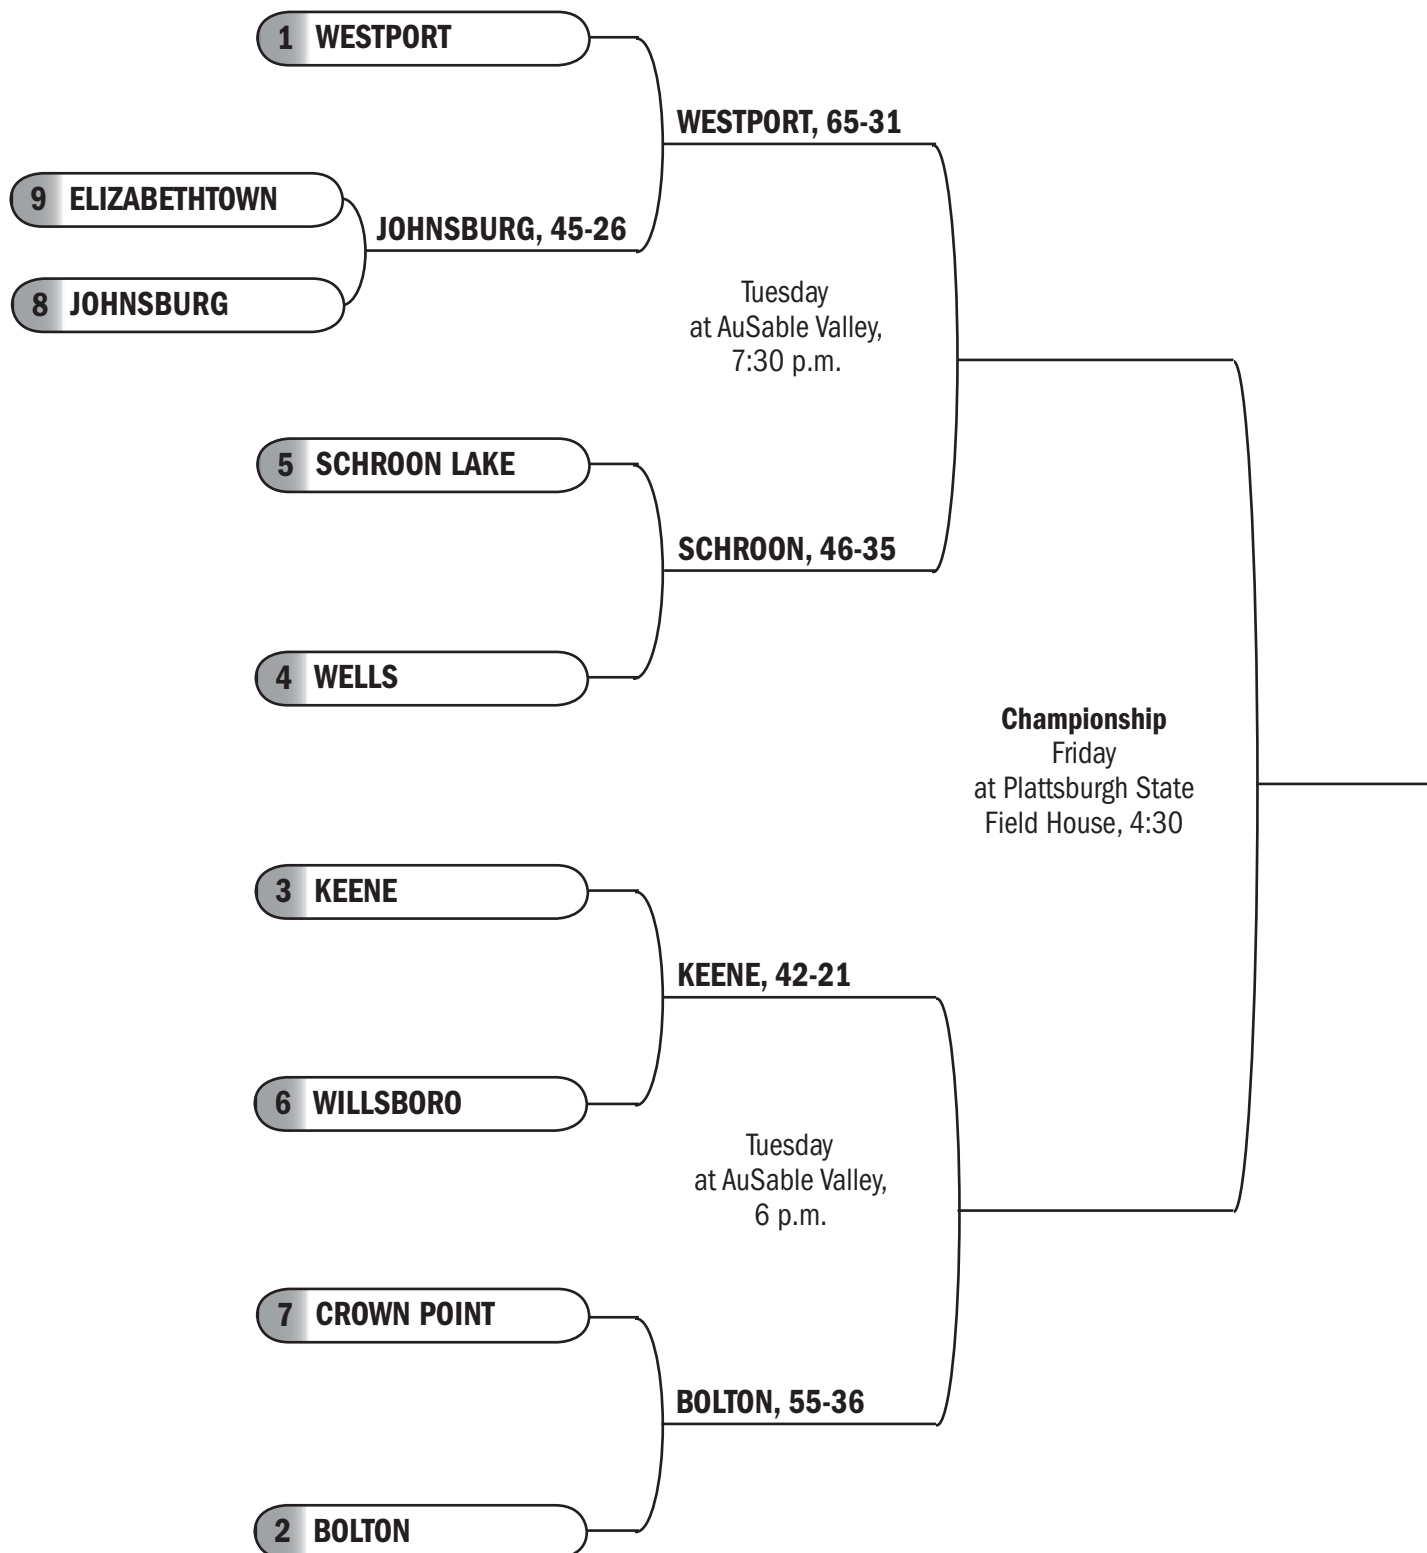 1 WESTPORT
WESTPORT, 65-31
9 ELIZABETHTOWN
JOHNSBURG, 45-26
8 JOHNSBURG
Tuesday
at AuSable Valley,
7:30 p.m.
5 SCHROON LAKE
SCHROON, 46-35
4 WELLS
Championship
Friday
at Plattsburgh State
Field House, 4:30
3 KEENE
KEENE, 42-21
6 WILLSBORO
Tuesday
at AuSable Valley,
6 p.m.
7 CROWN POINT
BOLTON, 55-36
2 BOLTON